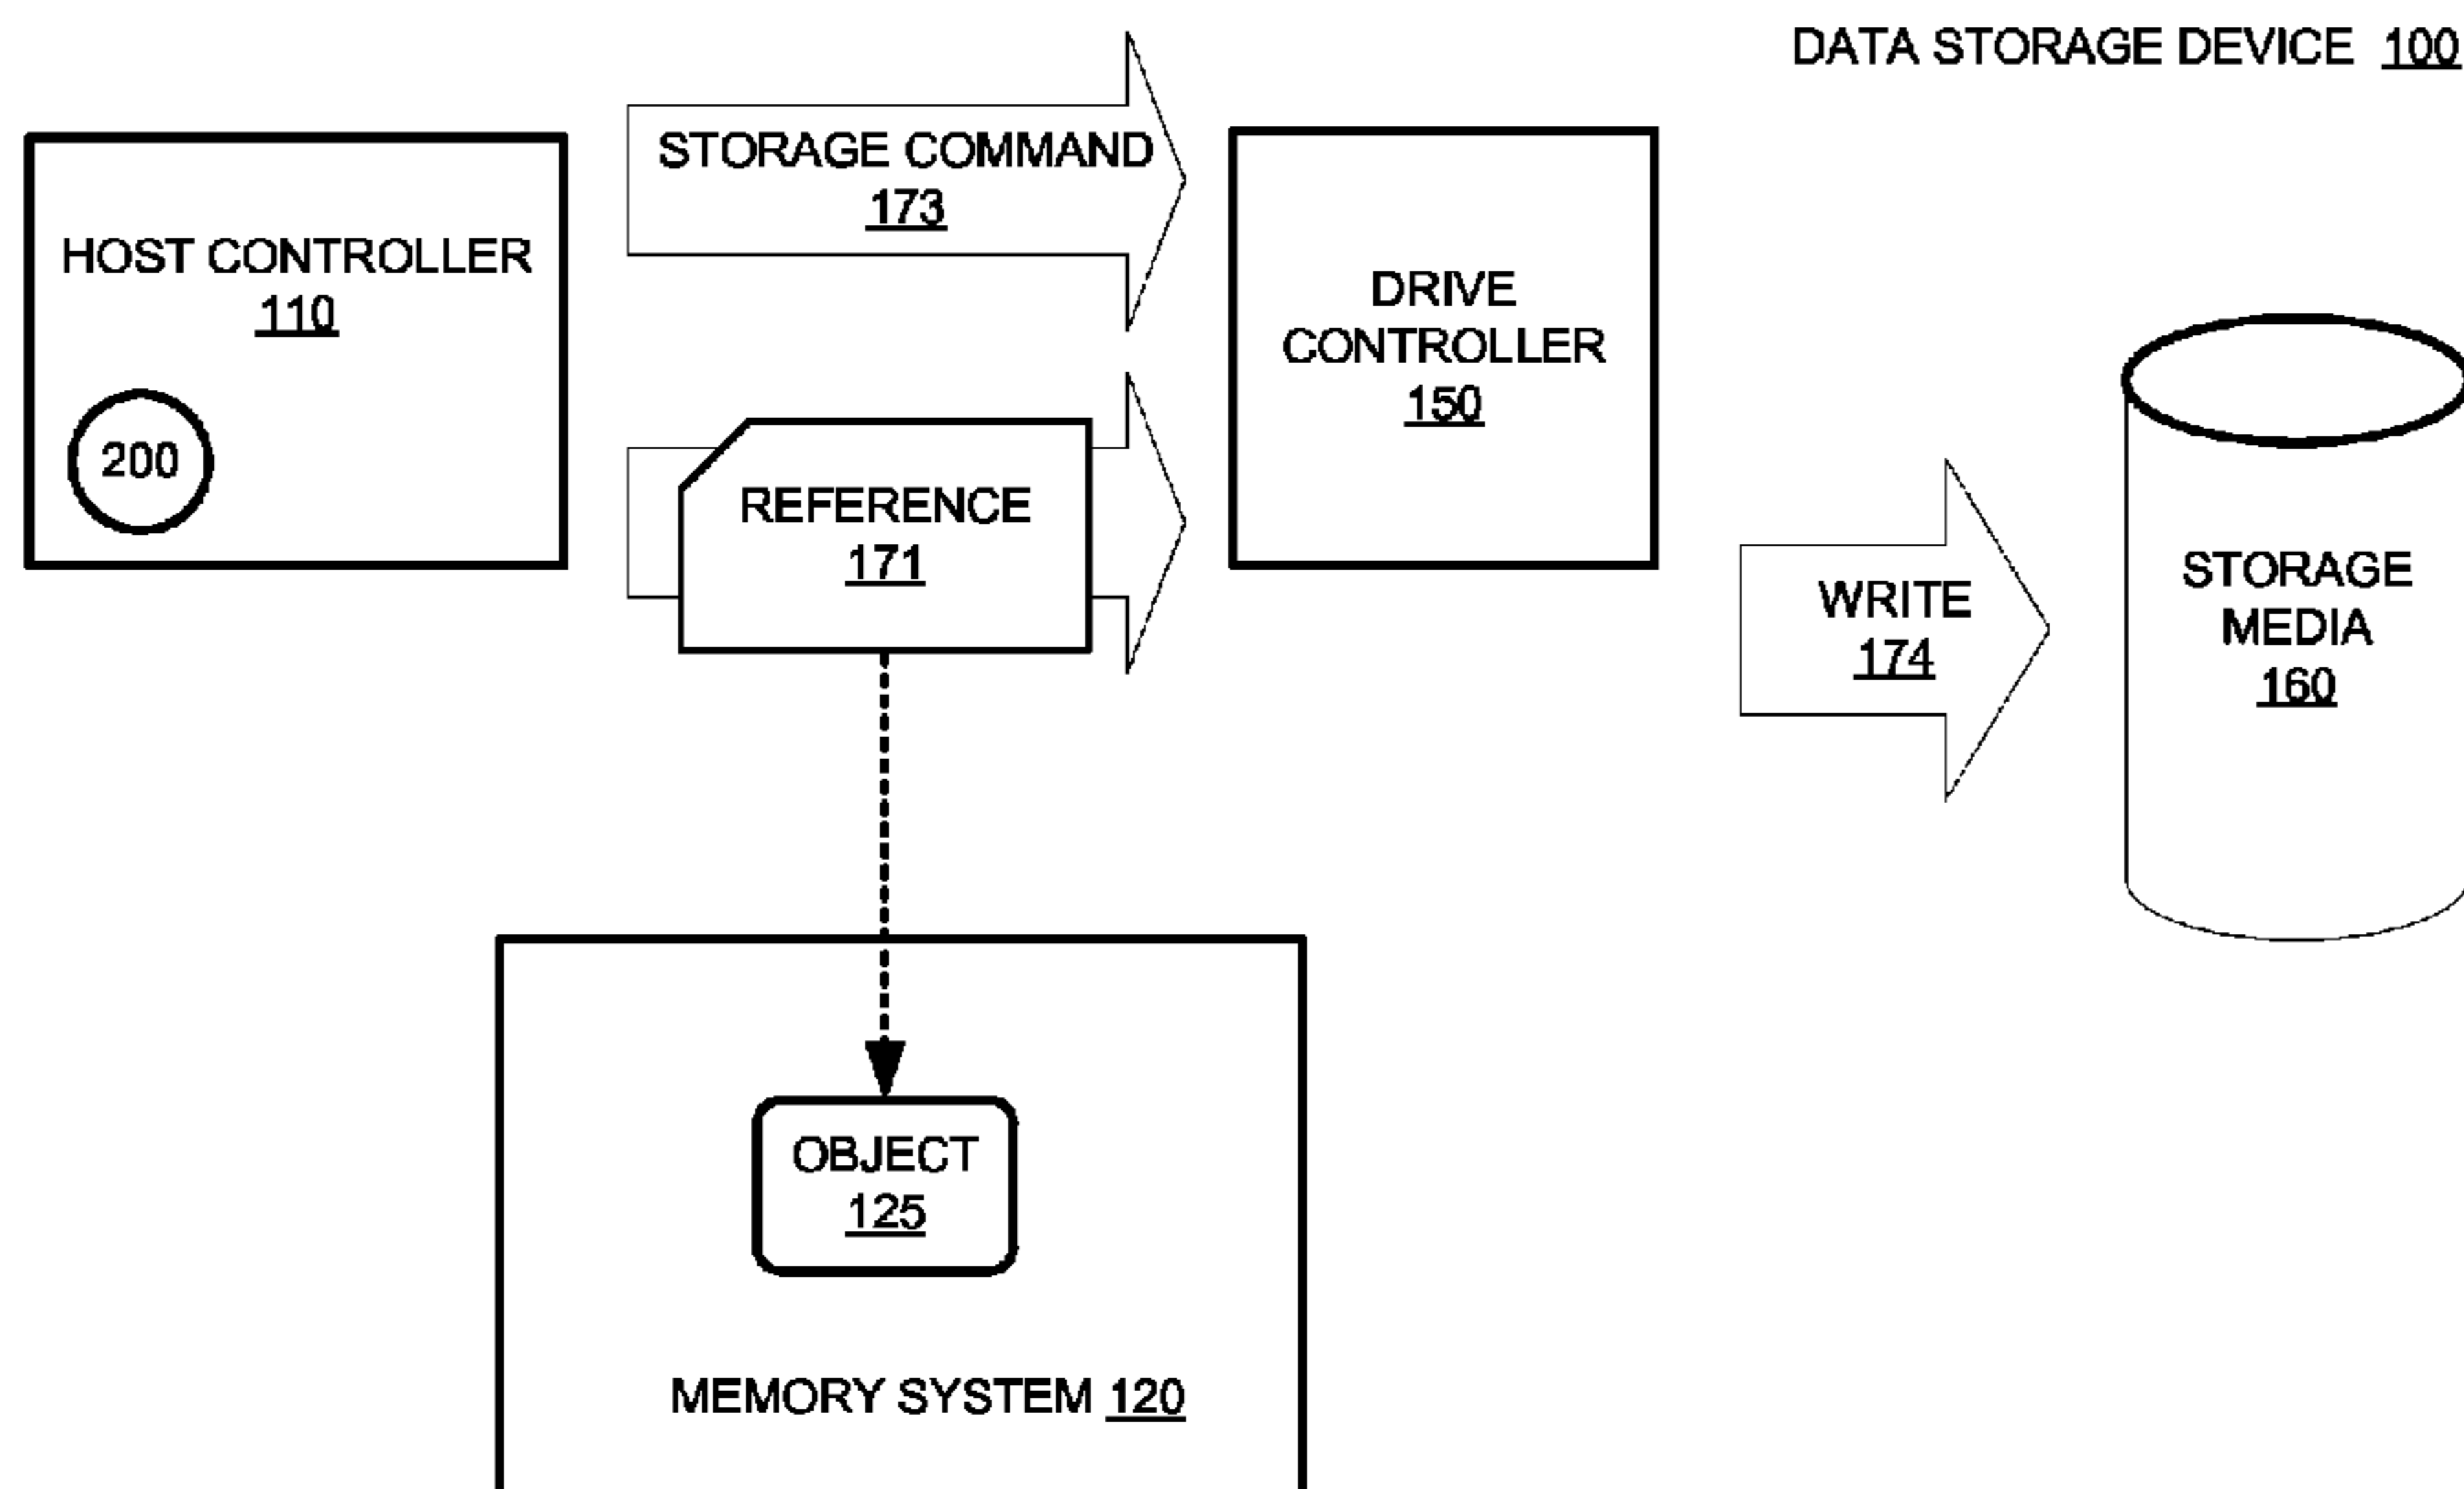 DATA STORAGE DEVICE 100
STORAGE COMMAND
173
HOST CONTROLLER
110
200
DRIVE
CONTROLLER
150
REFERENCE
171
WRITE
174
STORAGE
MEDIA
160
OBJECT
125
MEMORY SYSTEM 120